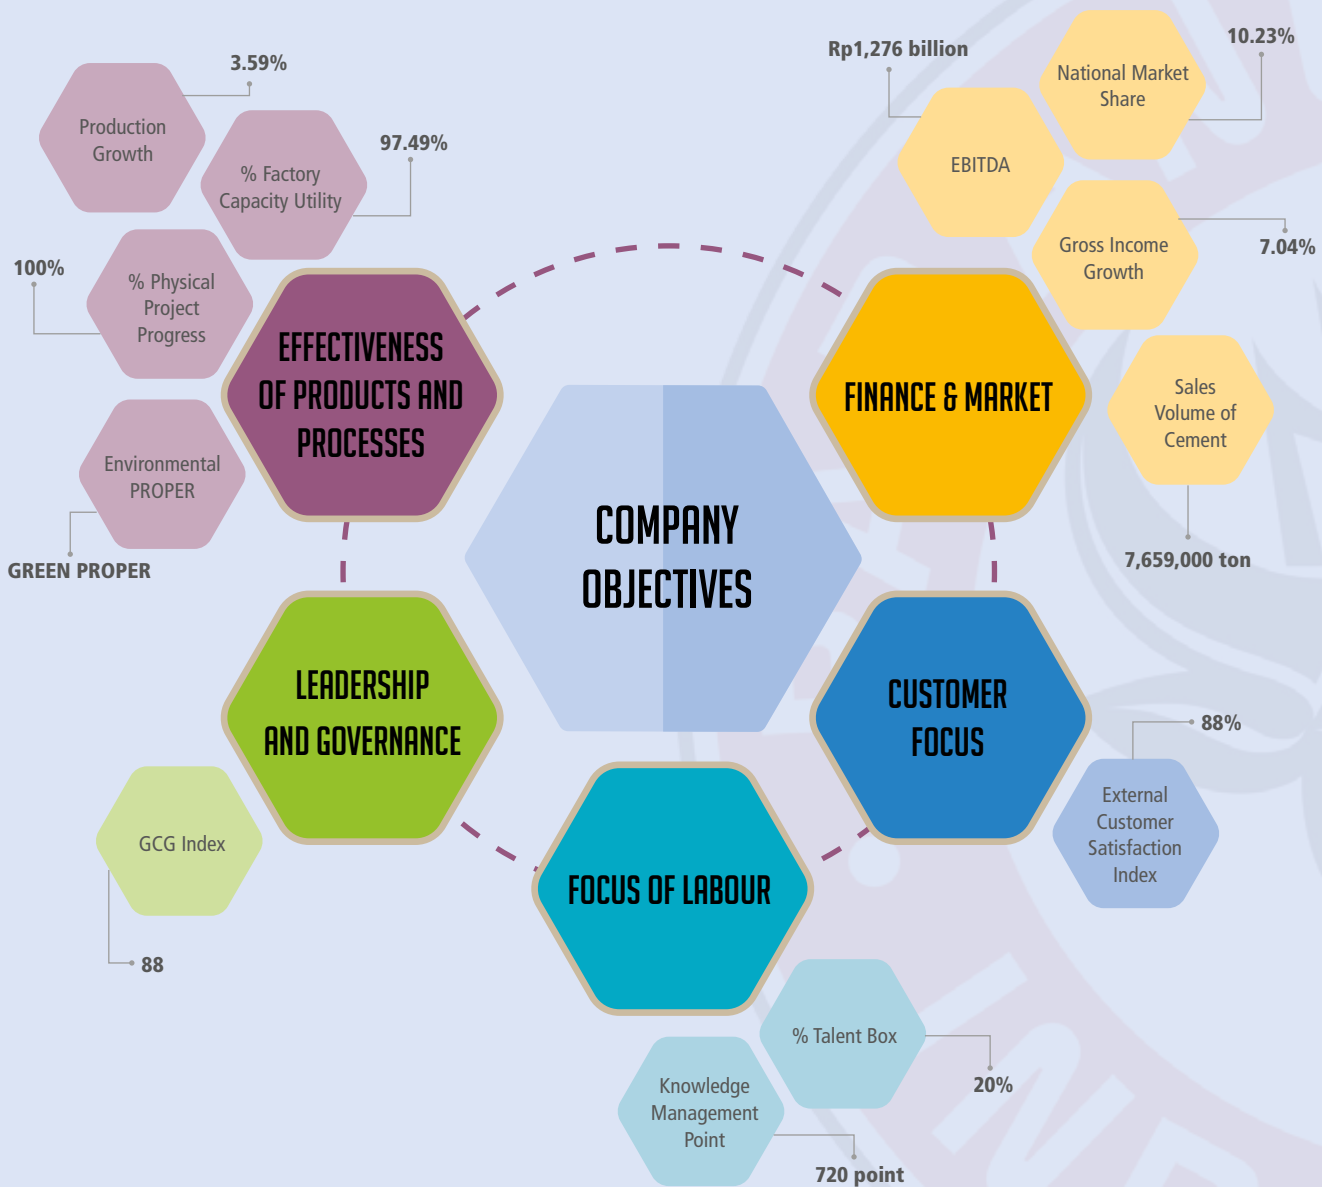 3.59%
Production
Growth
97.49%
% Factory
Capacity Utility
100%
% Physical
Project
Progress
Environmental
PROPER
GREEN PROPER
EFFECTIVENESS
OF PRODUCTS AND
PROCESSES
Rp1,276 billion
EBITDA
10.23%
National Market
Share
Gross Income
Growth
7.04%
Sales
Volume of
Cement
7,659,000 ton
FINANCE & MARKET
COMPANY
OBJECTIVES
LEADERSHIP
AND GOVERNANCE
GCG Index
88
CUSTOMER
FOCUS
88%
External
Customer
Satisfaction
Index
FOCUS OF LABOUR
% Talent Box
20%
Knowledge
Management
Point
720 point